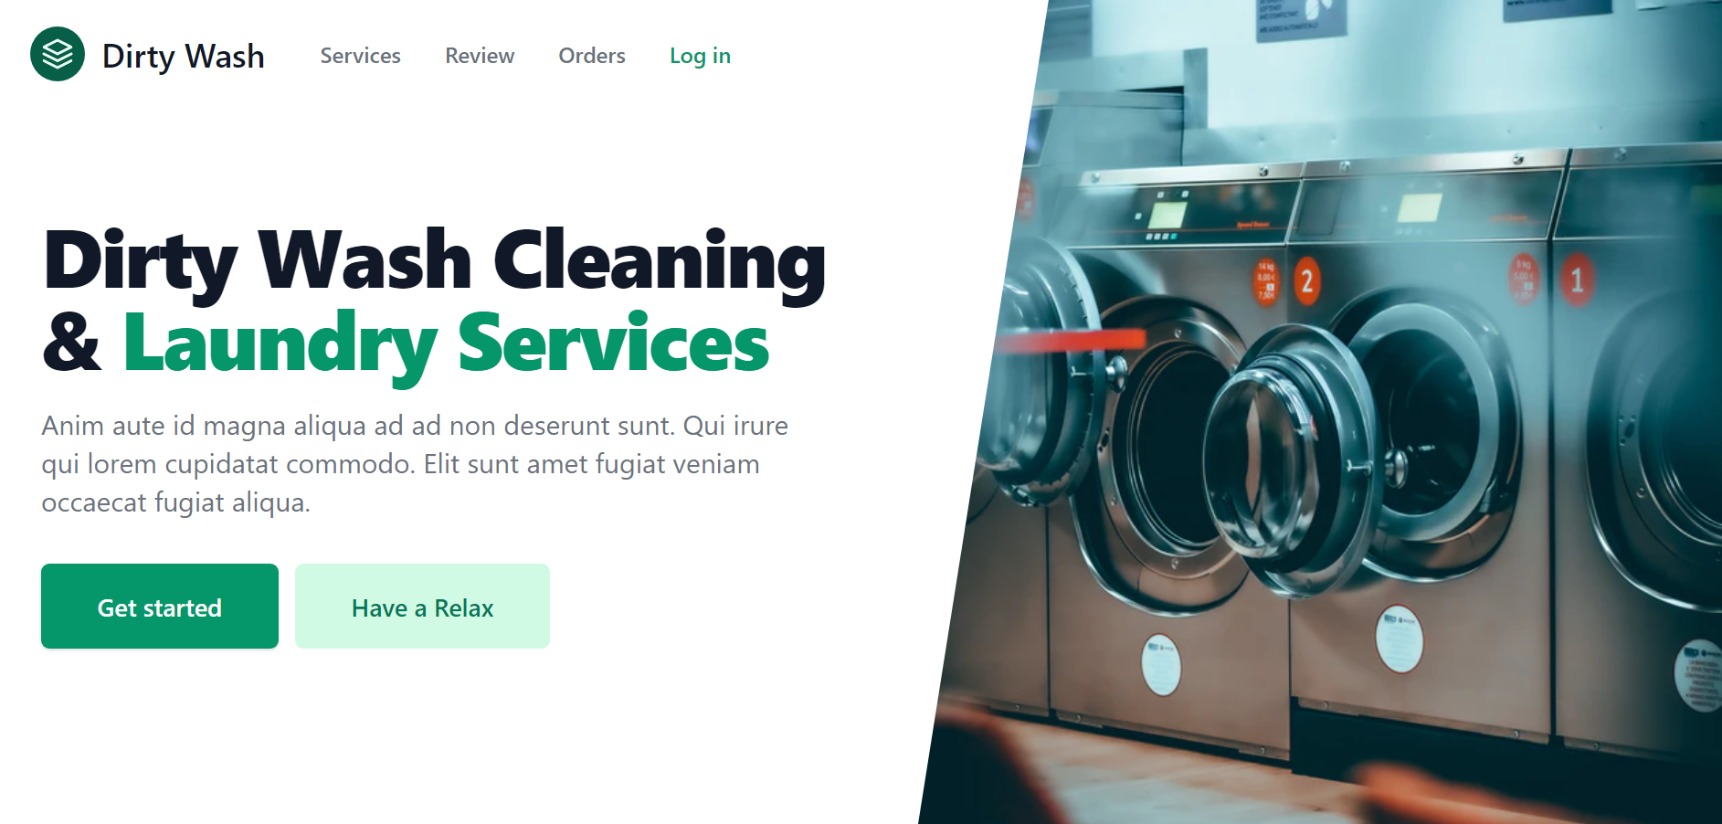 Dirty Wash
Services
Review
Orders
Log in
Dirty Wash Cleaning
& Laundry Services
Anim aute id magna aliqua ad ad non deserunt sunt. Qui irure
qui lorem cupidatat commodo. Elit sunt amet fugiat veniam
occaecat fugiat aliqua.
Get started
Have a Relax
2
1